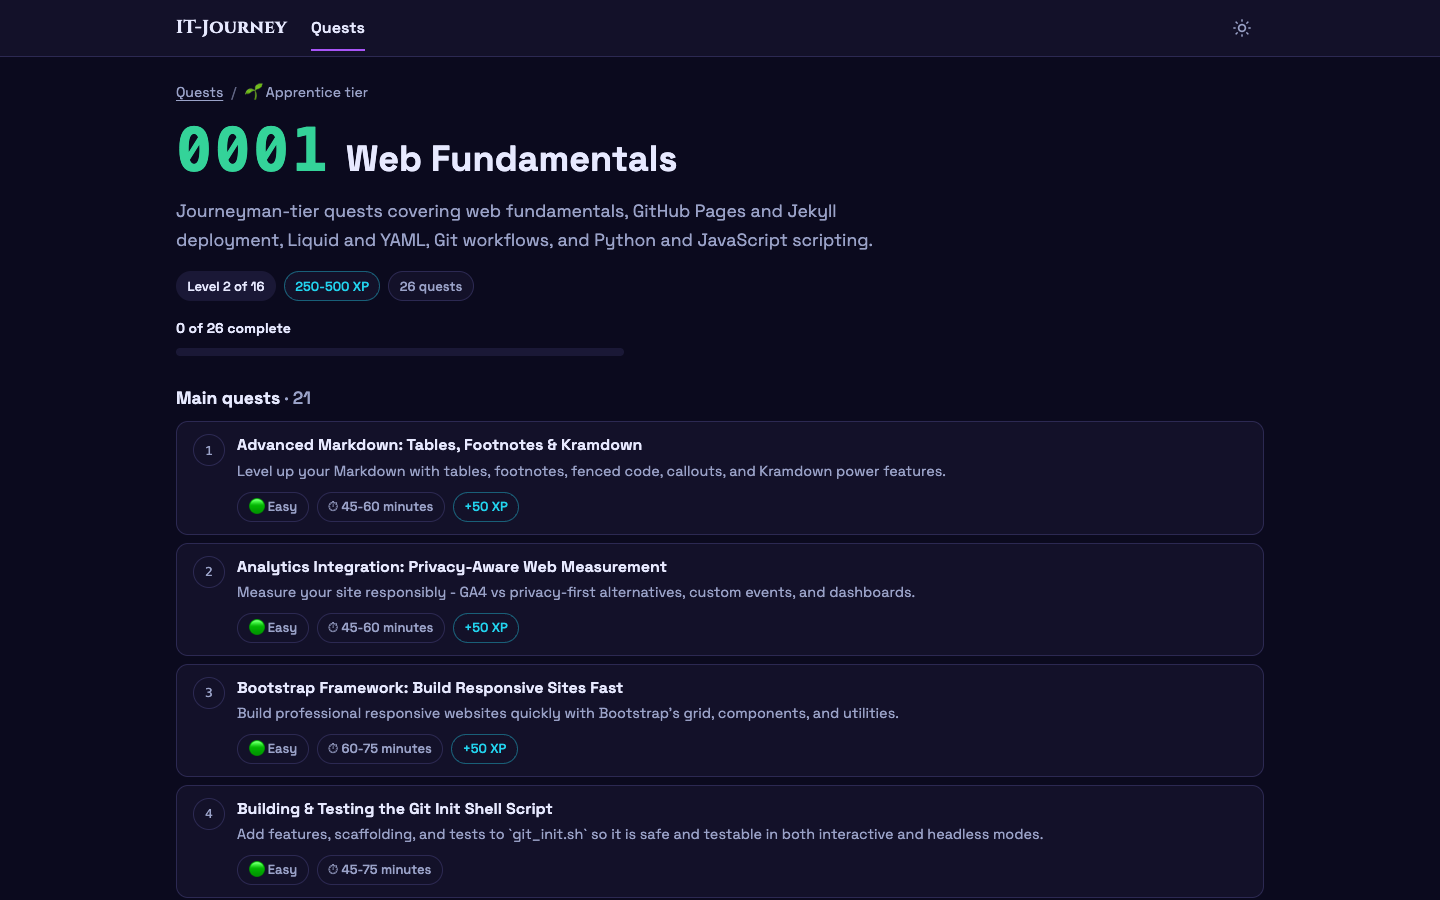 IT-Journey Quests
Quests / Apprentice tier
0001 Web Fundamentals
Journeyman-tier quests covering web fundamentals, GitHub Pages and Jekyll
deployment, Liquid and YAML, Git workflows, and Python and JavaScript scripting.
Level 2 of 16 250-500 XP 26 quests
0 of 26 complete
Main quests · 21
1 Advanced Markdown: Tables, Footnotes & Kramdown
Level up your Markdown with tables, footnotes, fenced code, callouts, and Kramdown power features.
Easy 45-60 minutes +50 XP
2 Analytics Integration: Privacy-Aware Web Measurement
Measure your site responsibly - GA4 vs privacy-first alternatives, custom events, and dashboards.
Easy 45-60 minutes +50 XP
3 Bootstrap Framework: Build Responsive Sites Fast
Build professional responsive websites quickly with Bootstrap's grid, components, and utilities.
Easy 60-75 minutes +50 XP
4 Building & Testing the Git Init Shell Script
Add features, scaffolding, and tests to `git_init.sh` so it is safe and testable in both interactive and headless modes.
Easy 45-75 minutes